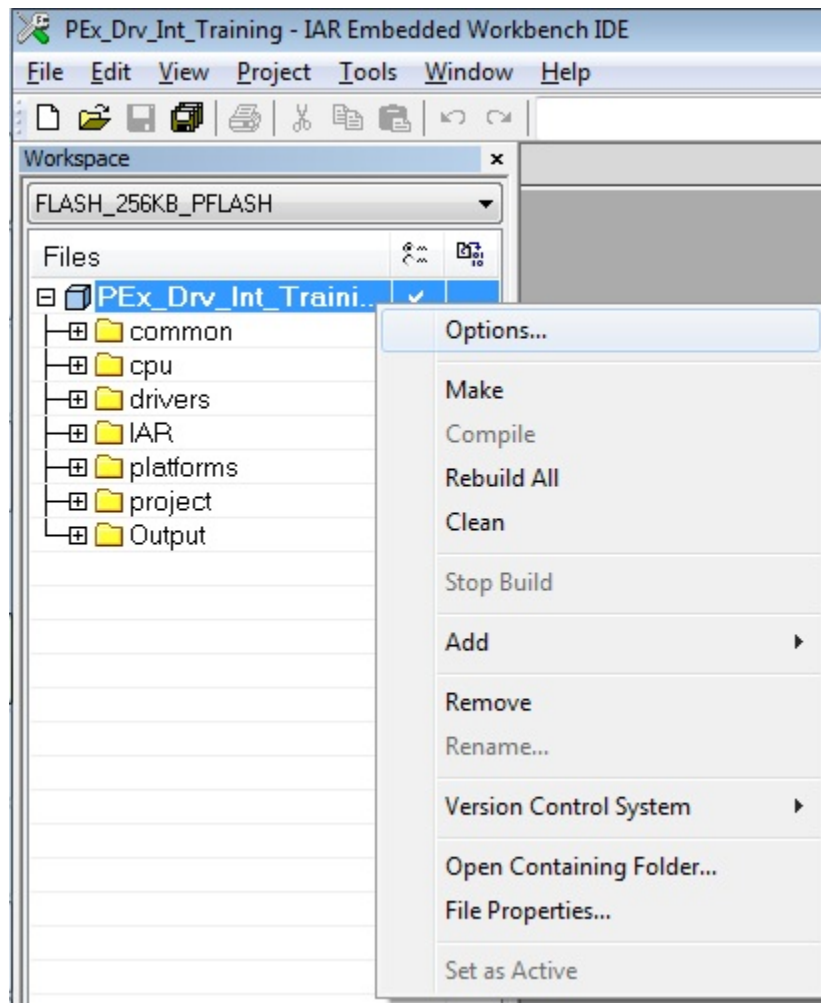 PEx_Drv_Int_Training - IAR Embedded Workbench IDE
File Edit View Project Tools Window Help
Workspace
FLASH_256KB_PFLASH
Files
PEx_Drv_Int_Traini...
common
cpu
drivers
IAR
platforms
project
Output
Options...
Make
Compile
Rebuild All
Clean
Stop Build
Add
Remove
Rename...
Version Control System
Open Containing Folder...
File Properties...
Set as Active